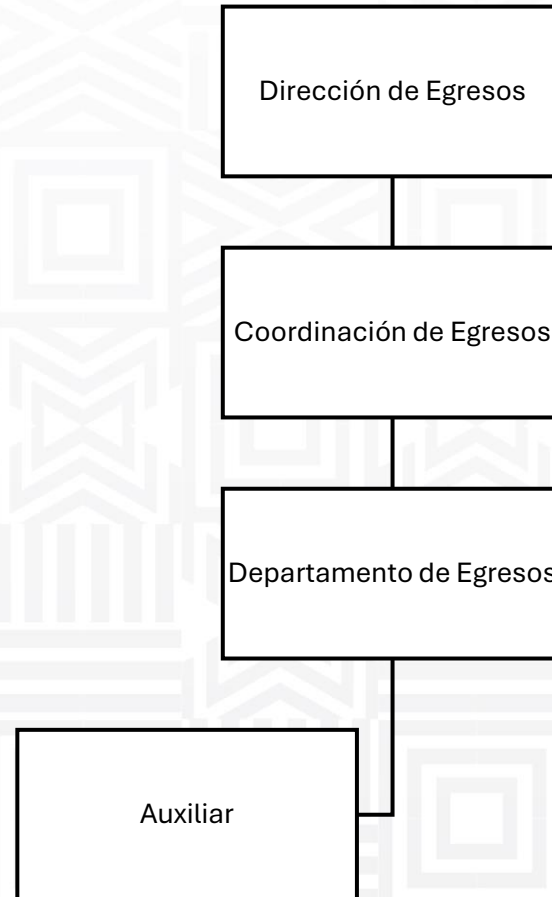 Dirección de Egresos
Coordinación de Egresos
Departamento de Egresos
Auxiliar